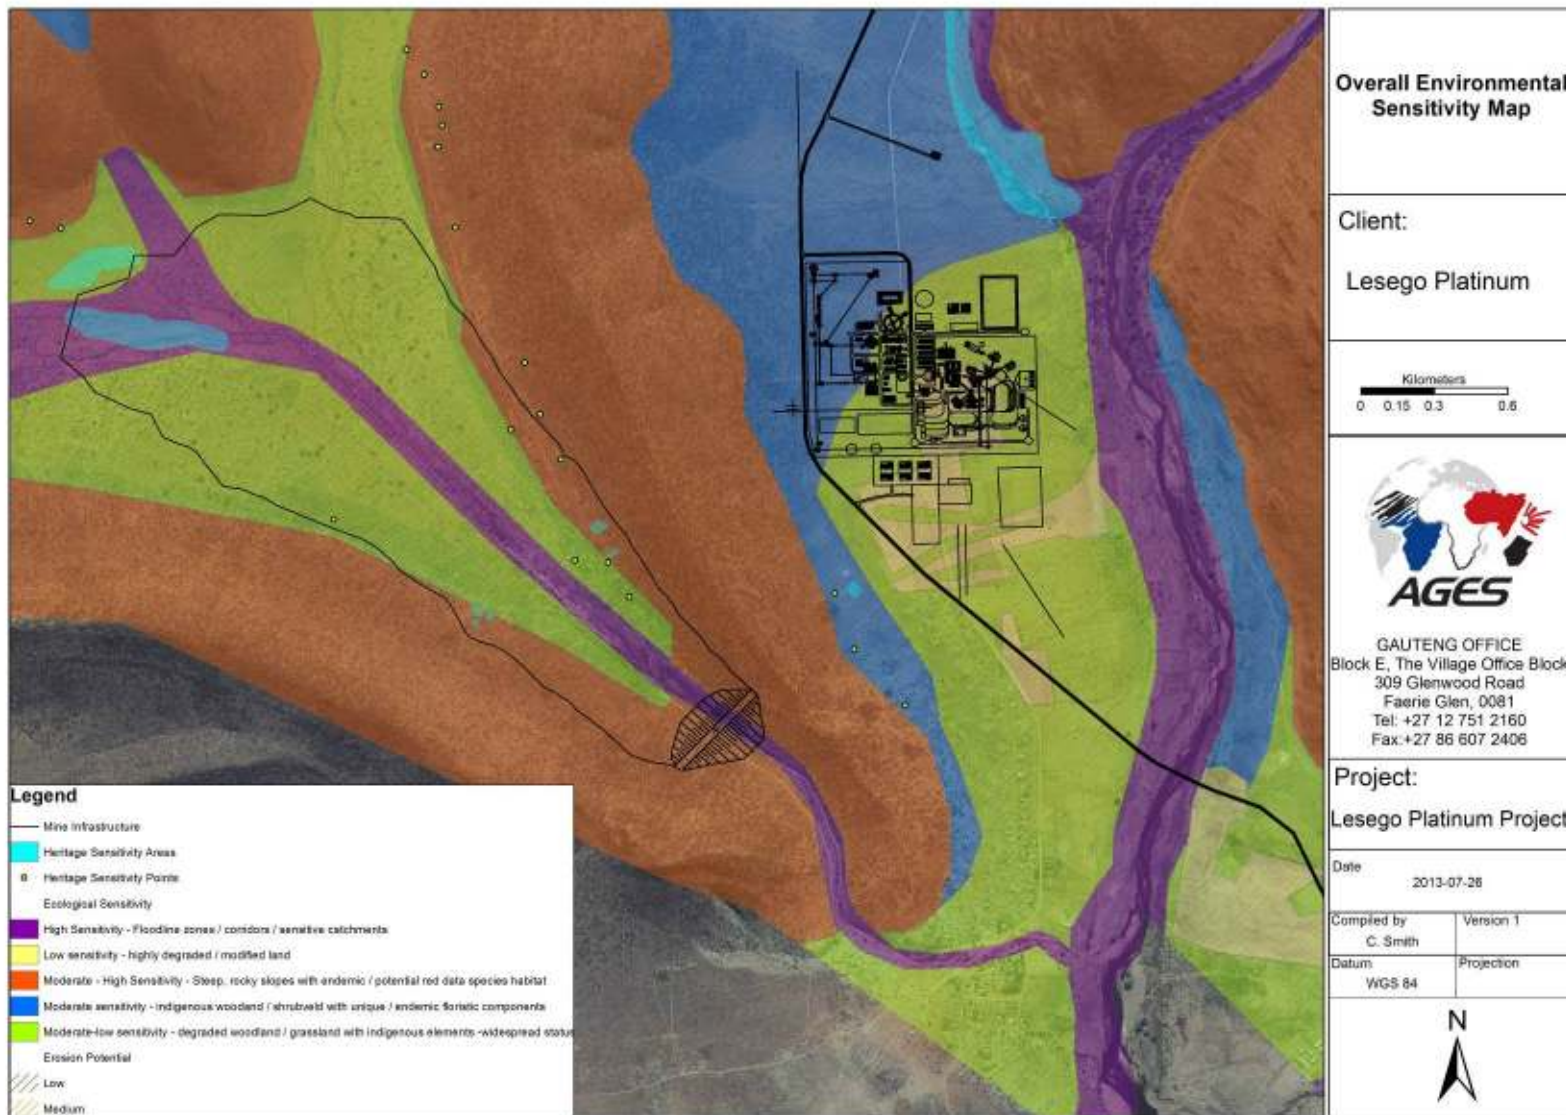 Overall Environmental
Sensitivity Map
Client:
Lesego Platinum
Kilometers
0 0.15 0.3 0.6
AGES
GAUTENG OFFICE
Block E, The Village Office Block
309 Glenwood Road
Faerie Glen, 0081
Tel: +27 12 751 2160
Fax:+27 86 607 2406
Project:
Lesego Platinum Project
Date
2013-07-26
Compiled by
C. Smith
Version 1
Datum
WGS 84
Projection
N
Legend
Mine Infrastructure
Heritage Sensitivity Areas
Heritage Sensitivity Points
Ecological Sensitivity
High Sensitivity - Floodline zones / corridors / sensitive catchments
Low sensitivity - highly degraded / modified land
Moderate - High Sensitivity - Steep, rocky slopes with endemic / potential red data species habitat
Moderate sensitivity - indigenous woodland / shrubveld with unique / endemic floristic components
Moderate-low sensitivity - degraded woodland / grassland with indigenous elements -widespread status
Erosion Potential
Low
Medium